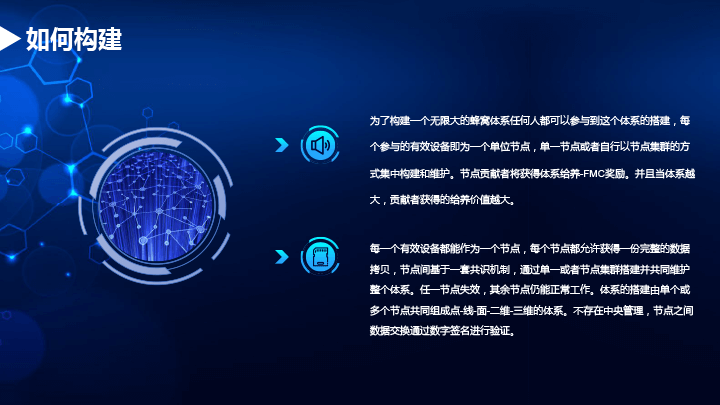 如何构建
为了构建一个无限大的蜂窝体系任何人都可以参与到这个体系的搭建，每
个参与的有效设备即为一个单位节点，单一节点或者自行以节点集群的方
式集中构建和维护。节点贡献者将获得体系给养-FMC奖励。并且当体系越
大，贡献者获得的给养价值越大。
每一个有效设备都能作为一个节点，每个节点都允许获得一份完整的数据
拷贝，节点间基于一套共识机制，通过单一或者节点集群搭建并共同维护
整个体系。任一节点失效，其余节点仍能正常工作。体系的搭建由单个或
多个节点共同组成点-线-面-二维-三维的体系。不存在中央管理，节点之间
数据交换通过数字签名进行验证。